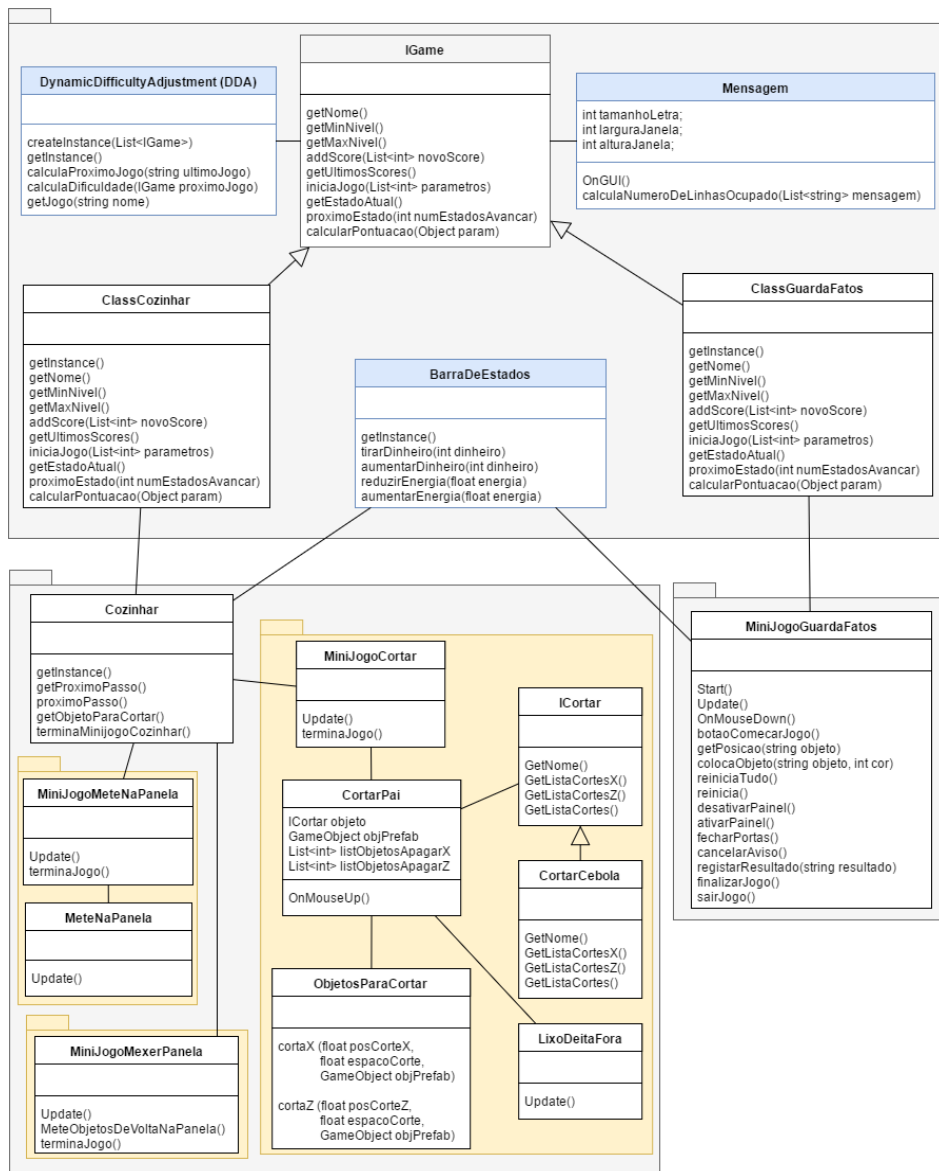 IGame
getNome()
getMinNivel()
getMaxNivel()
addScore(List<int> novoScore)
getUltimosScores()
iniciaJogo(List<int> parametros)
getEstadoAtual()
proximoEstado(int numEstadosAvancar)
calcularPontuacao(Object param)
DynamicDifficultyAdjustment (DDA)
createInstance(List<IGame>)
getInstance()
calculaProximoJogo(string ultimoJogo)
calculaDificuldade(IGame proximoJogo)
getJogo(string nome)
Mensagem
int tamanhoLetra;
int larguraJanela;
int alturaJanela;
OnGUI()
calculaNumeroDeLinhasOcupado(List<string> mensagem)
ClassCozinhar
getInstance()
getNome()
getMinNivel()
getMaxNivel()
addScore(List<int> novoScore)
getUltimosScores()
iniciaJogo(List<int> parametros)
getEstadoAtual()
proximoEstado(int numEstadosAvancar)
calcularPontuacao(Object param)
BarraDeEstados
getInstance()
tirarDinheiro(int dinheiro)
aumentarDinheiro(int dinheiro)
reduzirEnergia(float energia)
aumentarEnergia(float energia)
ClassGuardaFatos
getInstance()
getNome()
getMinNivel()
getMaxNivel()
addScore(List<int> novoScore)
getUltimosScores()
iniciaJogo(List<int> parametros)
getEstadoAtual()
proximoEstado(int numEstadosAvancar)
calcularPontuacao(Object param)
Cozinhar
getInstance()
getProximoPasso()
proximoPasso()
getObjetoParaCortar()
terminaMinijogoCozinhar()
MiniJogoCortar
Update()
terminaJogo()
ICortar
GetNome()
GetListaCortesX()
GetListaCortesZ()
GetListaCortes()
MiniJogoGuardaFatos
Start()
Update()
OnMouseDown()
botaoComecarJogo()
getPosicao(string objeto)
colocaObjeto(string objeto, int cor)
reiniciaTudo()
reinicia()
desativarPainel()
ativarPainel()
fecharPortas()
cancelarAviso()
registarResultado(string resultado)
finalizarJogo()
sairJogo()
MiniJogoMeteNaPanela
Update()
terminaJogo()
MeteNaPanela
Update()
CortarPai
ICortar objeto
GameObject objPrefab
List<int> listObjetosApagarX
List<int> listObjetosApagarZ
OnMouseUp()
CortarCebola
GetNome()
GetListaCortesX()
GetListaCortesZ()
GetListaCortes()
ObjetosParaCortar
cortaX (float posCorteX,
float espacoCorte,
GameObject objPrefab)
cortaZ (float posCorteZ,
float espacoCorte,
GameObject objPrefab)
LixoDeitaFora
Update()
MiniJogoMexerPanela
Update()
MeteObjetosDeVoltaNaPanela()
terminaJogo()